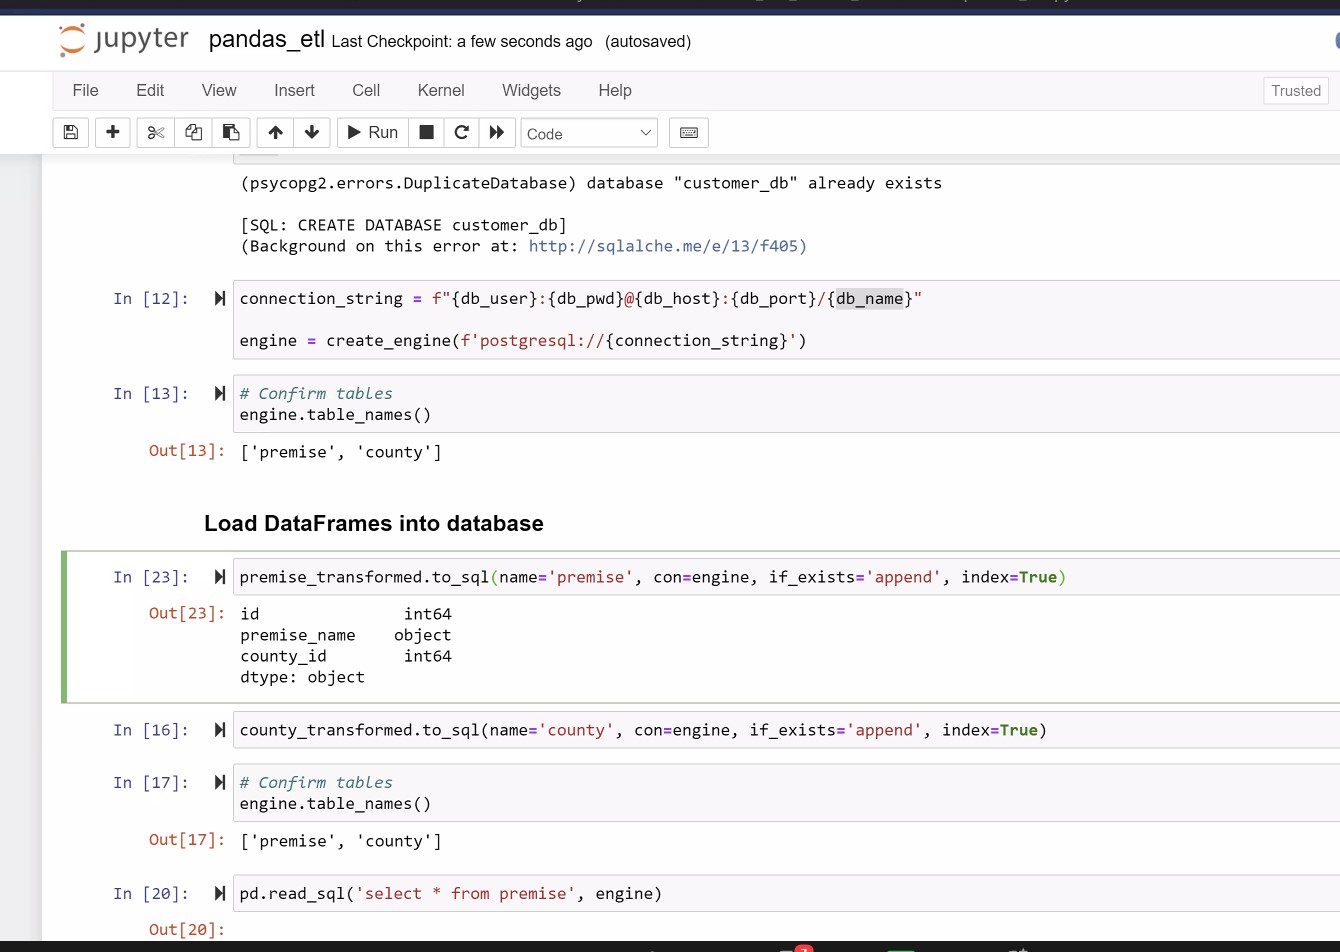 jupyter pandas_etl Last Checkpoint: a few seconds ago (autosaved)
File Edit View Insert Cell Kernel Widgets Help Trusted
Run Code
(psycopg2.errors.DuplicateDatabase) database "customer_db" already exists
[SQL: CREATE DATABASE customer_db]
(Background on this error at: http://sqlalche.me/e/13/f405)
In [12]: connection_string = f"{db_user}:{db_pwd}@{db_host}:{db_port}/{db_name}"
engine = create_engine(f'postgresql://{connection_string}')
In [13]: # Confirm tables
engine.table_names()
Out[13]: ['premise', 'county']
Load DataFrames into database
In [23]: premise_transformed.to_sql(name='premise', con=engine, if_exists='append', index=True)
Out[23]: id int64
premise_name object
county_id int64
dtype: object
In [16]: county_transformed.to_sql(name='county', con=engine, if_exists='append', index=True)
In [17]: # Confirm tables
engine.table_names()
Out[17]: ['premise', 'county']
In [20]: pd.read_sql('select * from premise', engine)
Out[20]: